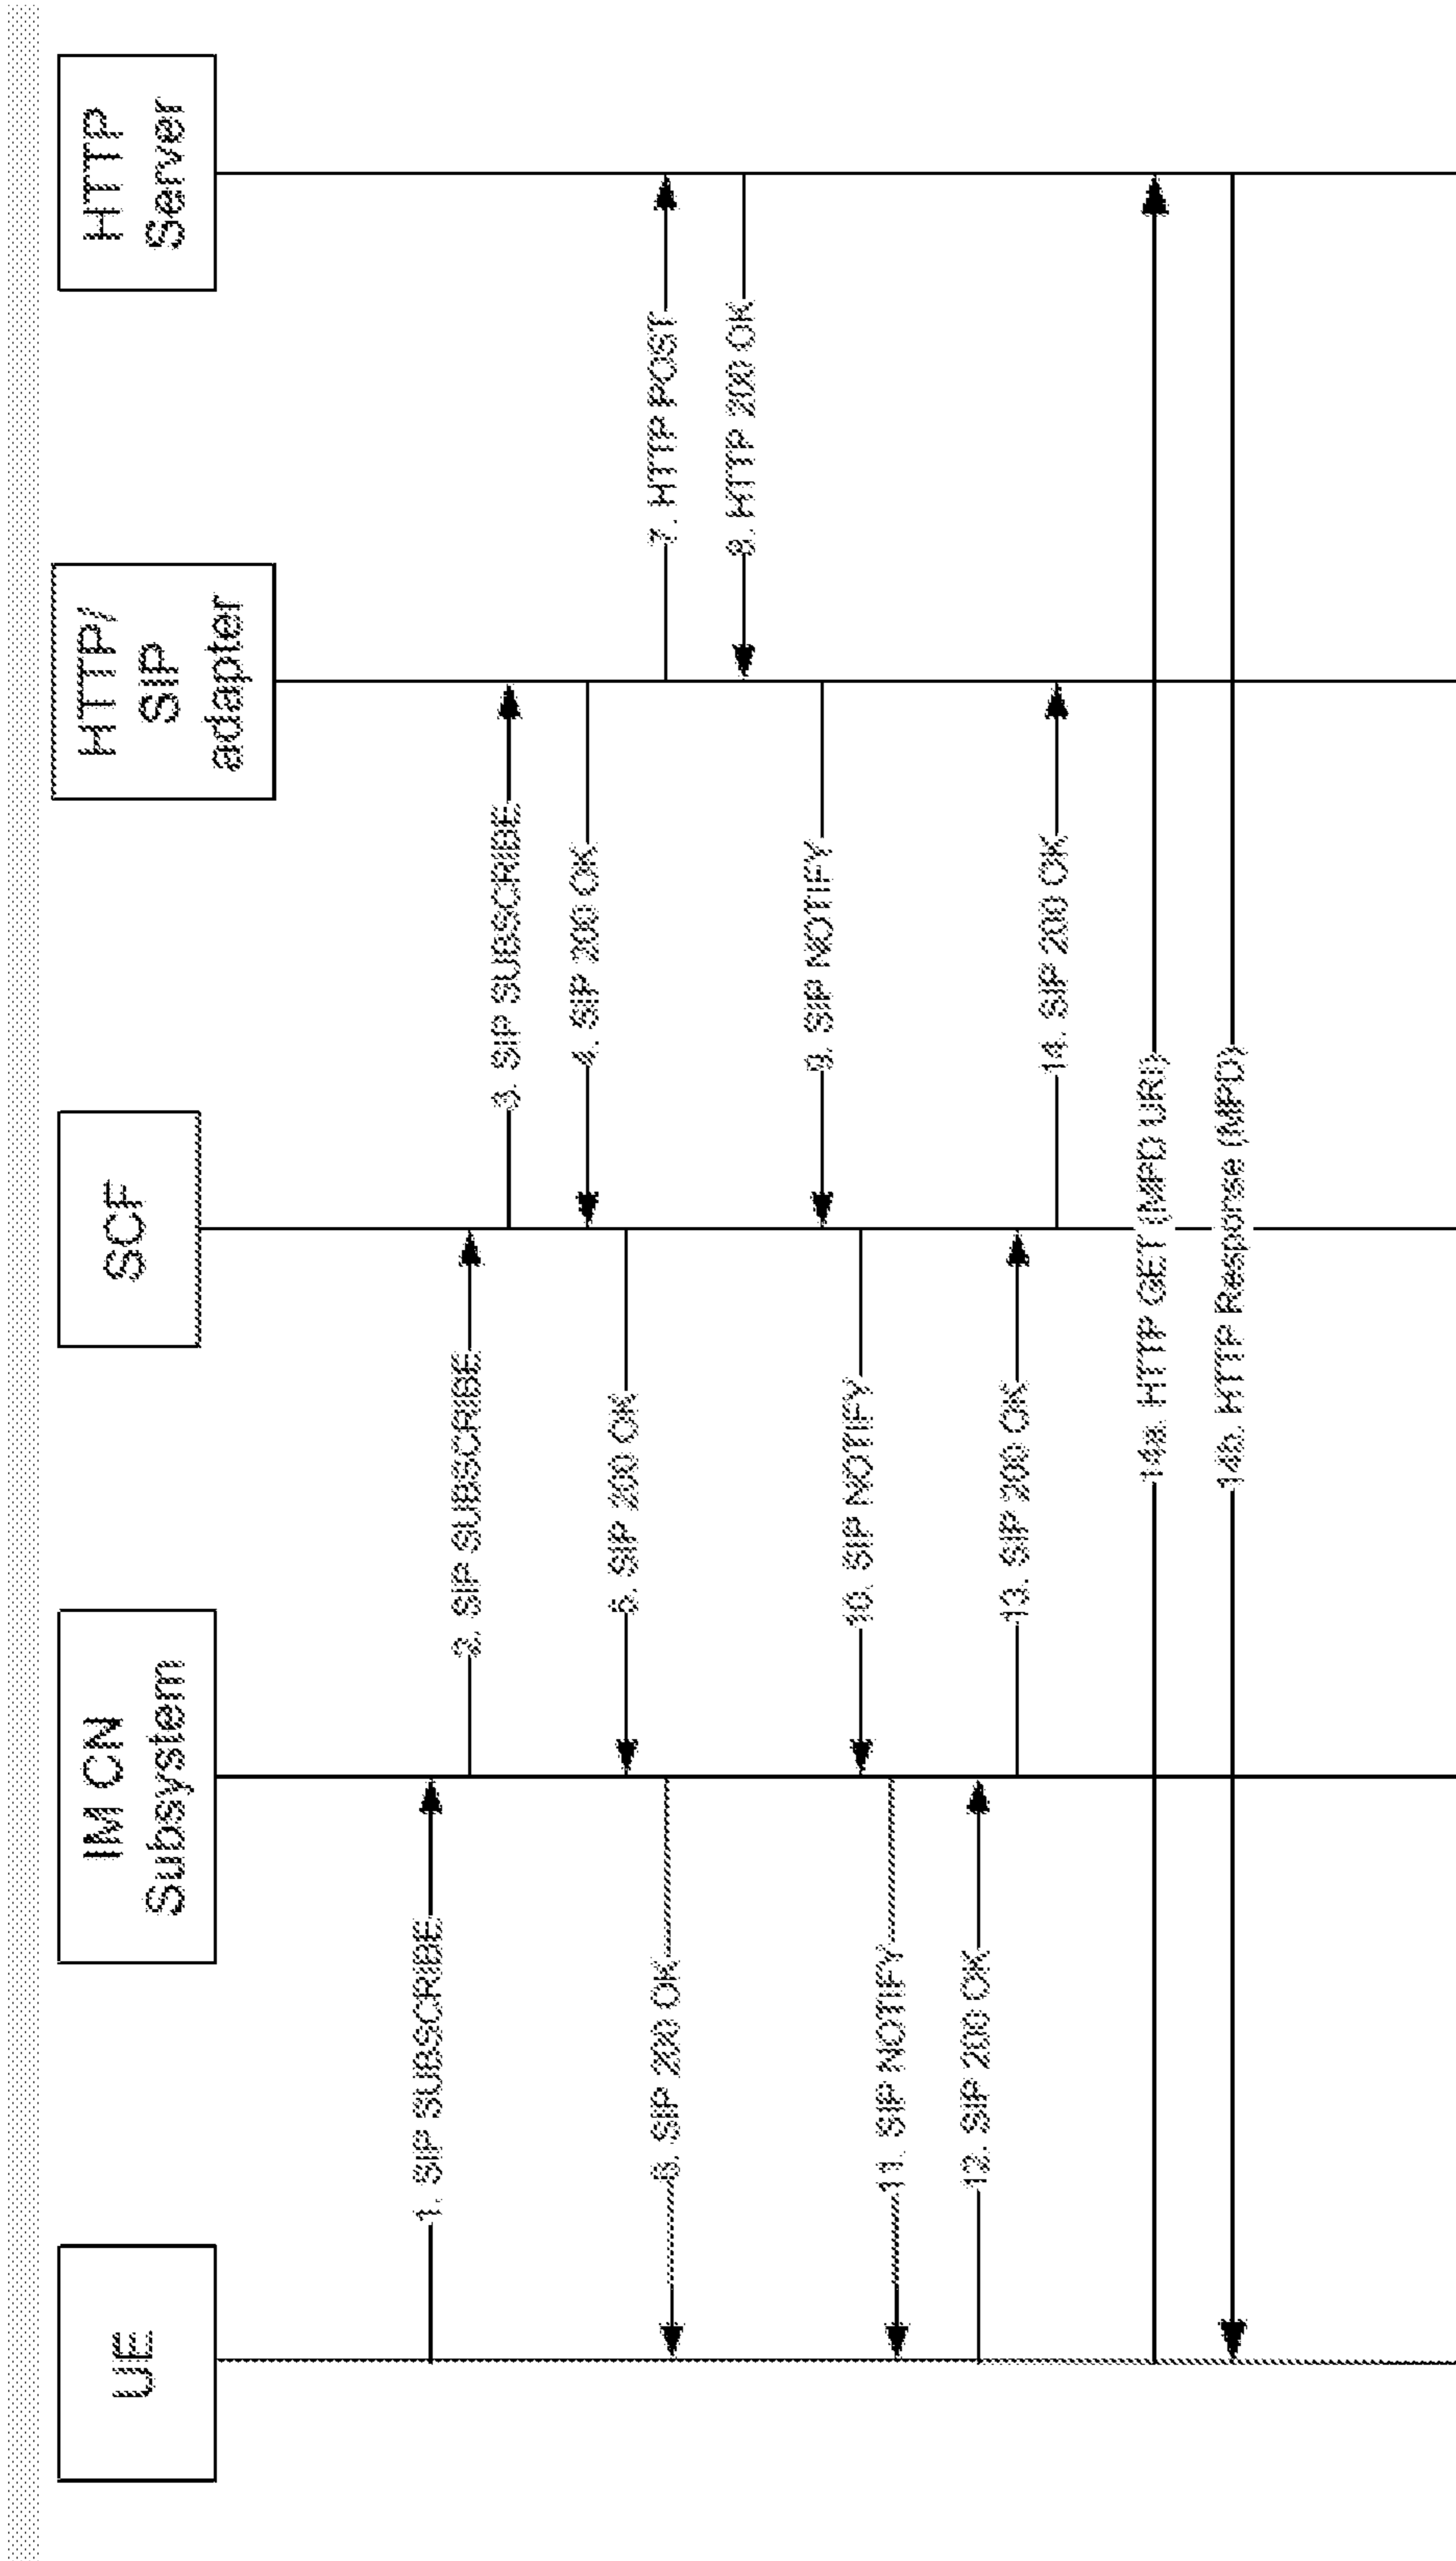 UE
IM CN
Subsystem
SCF
HTTP/
SIP
adapter
HTTP
Server
1. SIP SUBSCRIBE
2. SIP SUBSCRIBE
3. SIP SUBSCRIBE
4. SIP 200 OK
5. SIP 200 OK
6. SIP 200 OK
7. HTTP POST
8. HTTP 200 OK
9. SIP NOTIFY
10. SIP NOTIFY
11. SIP NOTIFY
12. SIP 200 OK
13. SIP 200 OK
14. SIP 200 OK
14a. HTTP GET (MPD URI)
14b. HTTP Response (MPD)